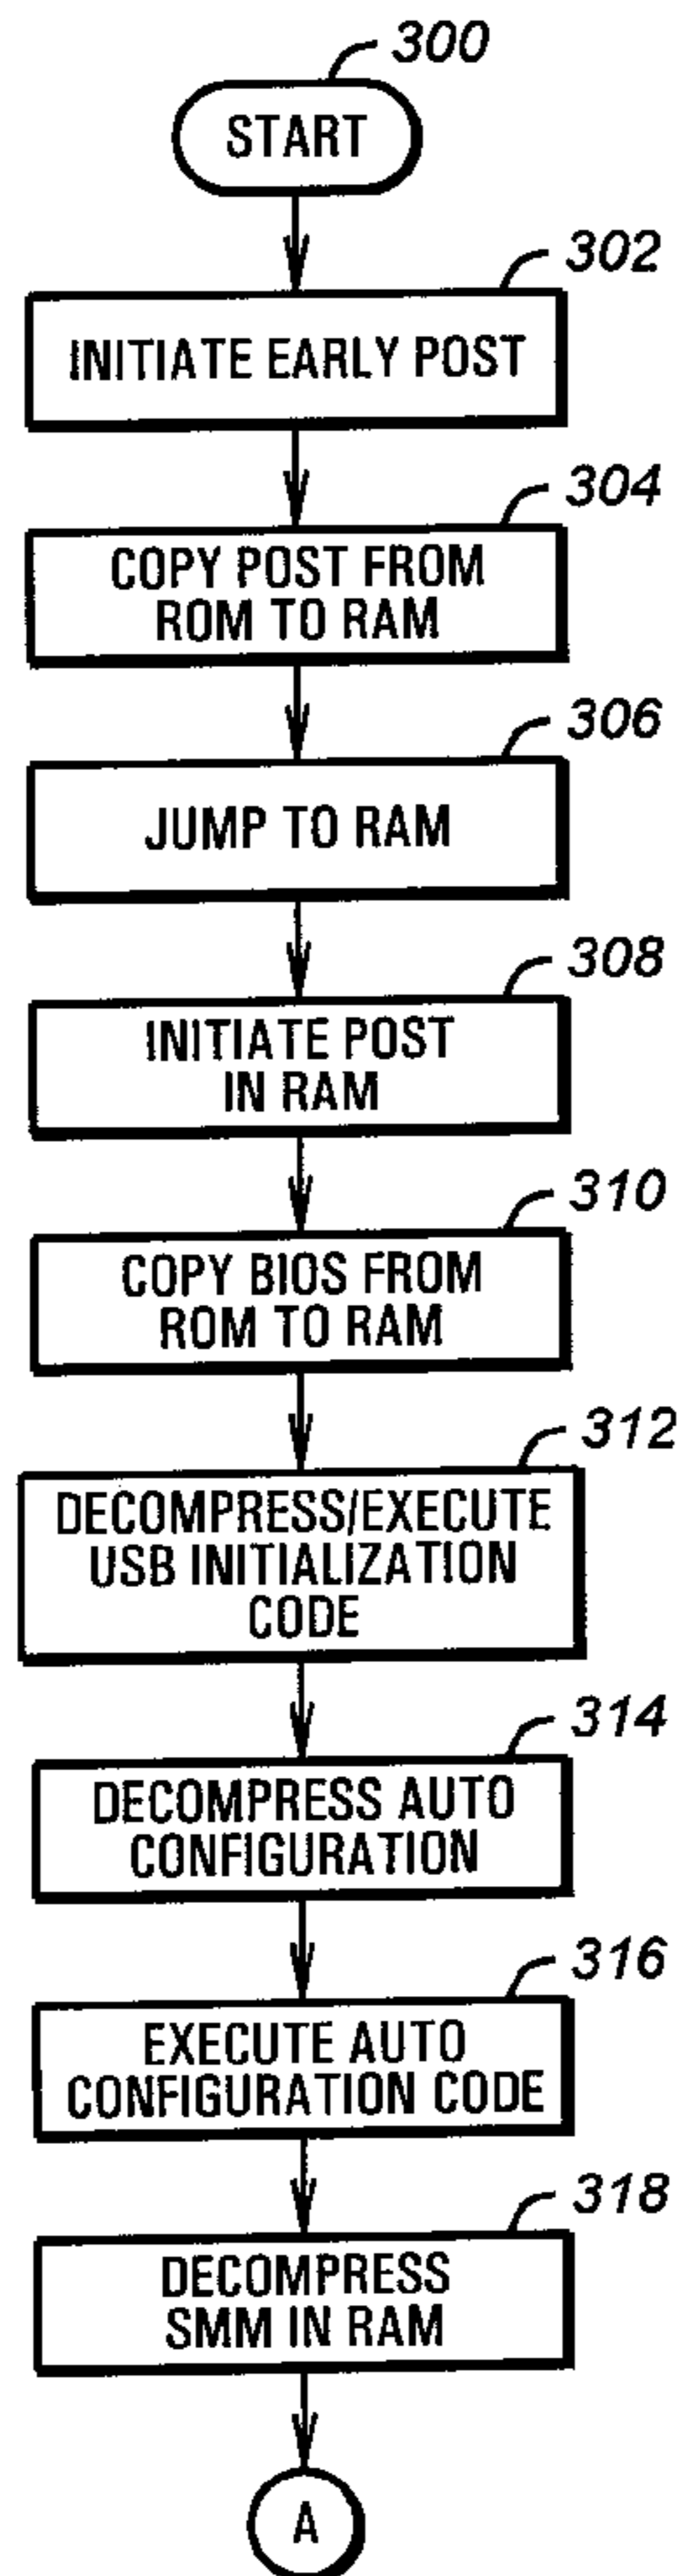 300
START
302
INITIATE EARLY POST
304
COPY POST FROM
ROM TO RAM
306
JUMP TO RAM
308
INITIATE POST
IN RAM
310
COPY BIOS FROM
ROM TO RAM
312
DECOMPRESS/EXECUTE
USB INITIALIZATION
CODE
314
DECOMPRESS AUTO
CONFIGURATION
316
EXECUTE AUTO
CONFIGURATION CODE
318
DECOMPRESS
SMM IN RAM
A